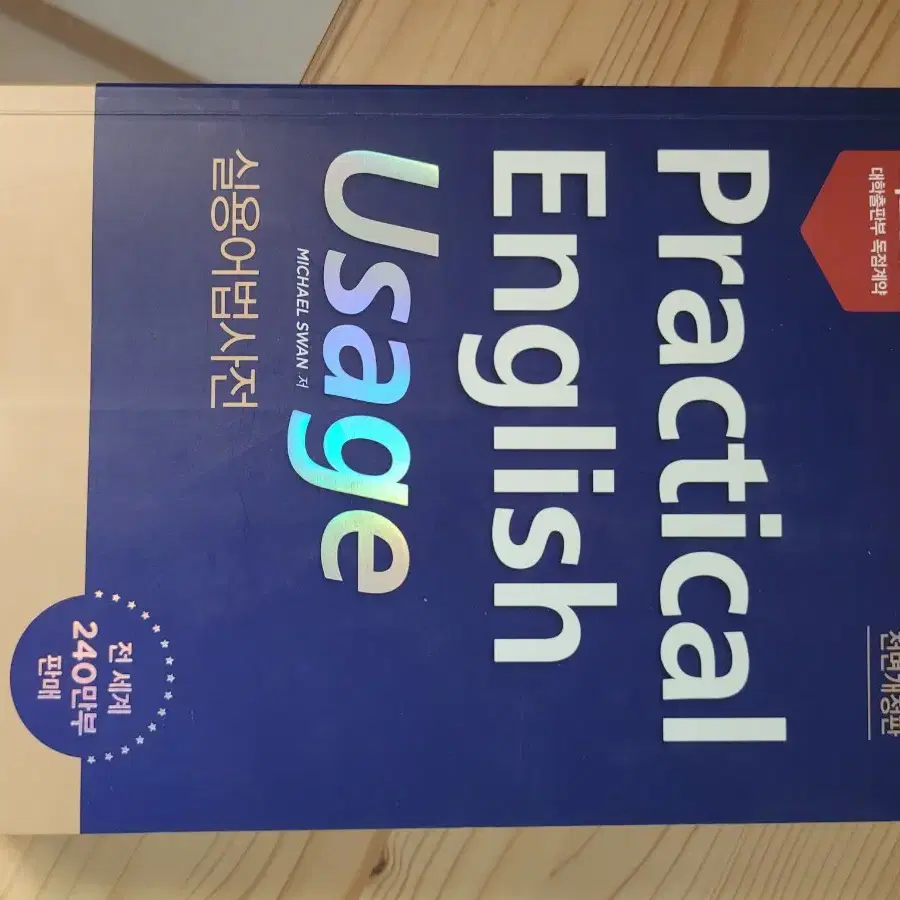 대학출판부 독점계약
전면개정판
Practical
English
Usage
MICHAEL SWAN 저
실용어법사전
전 세계
240만부
판매